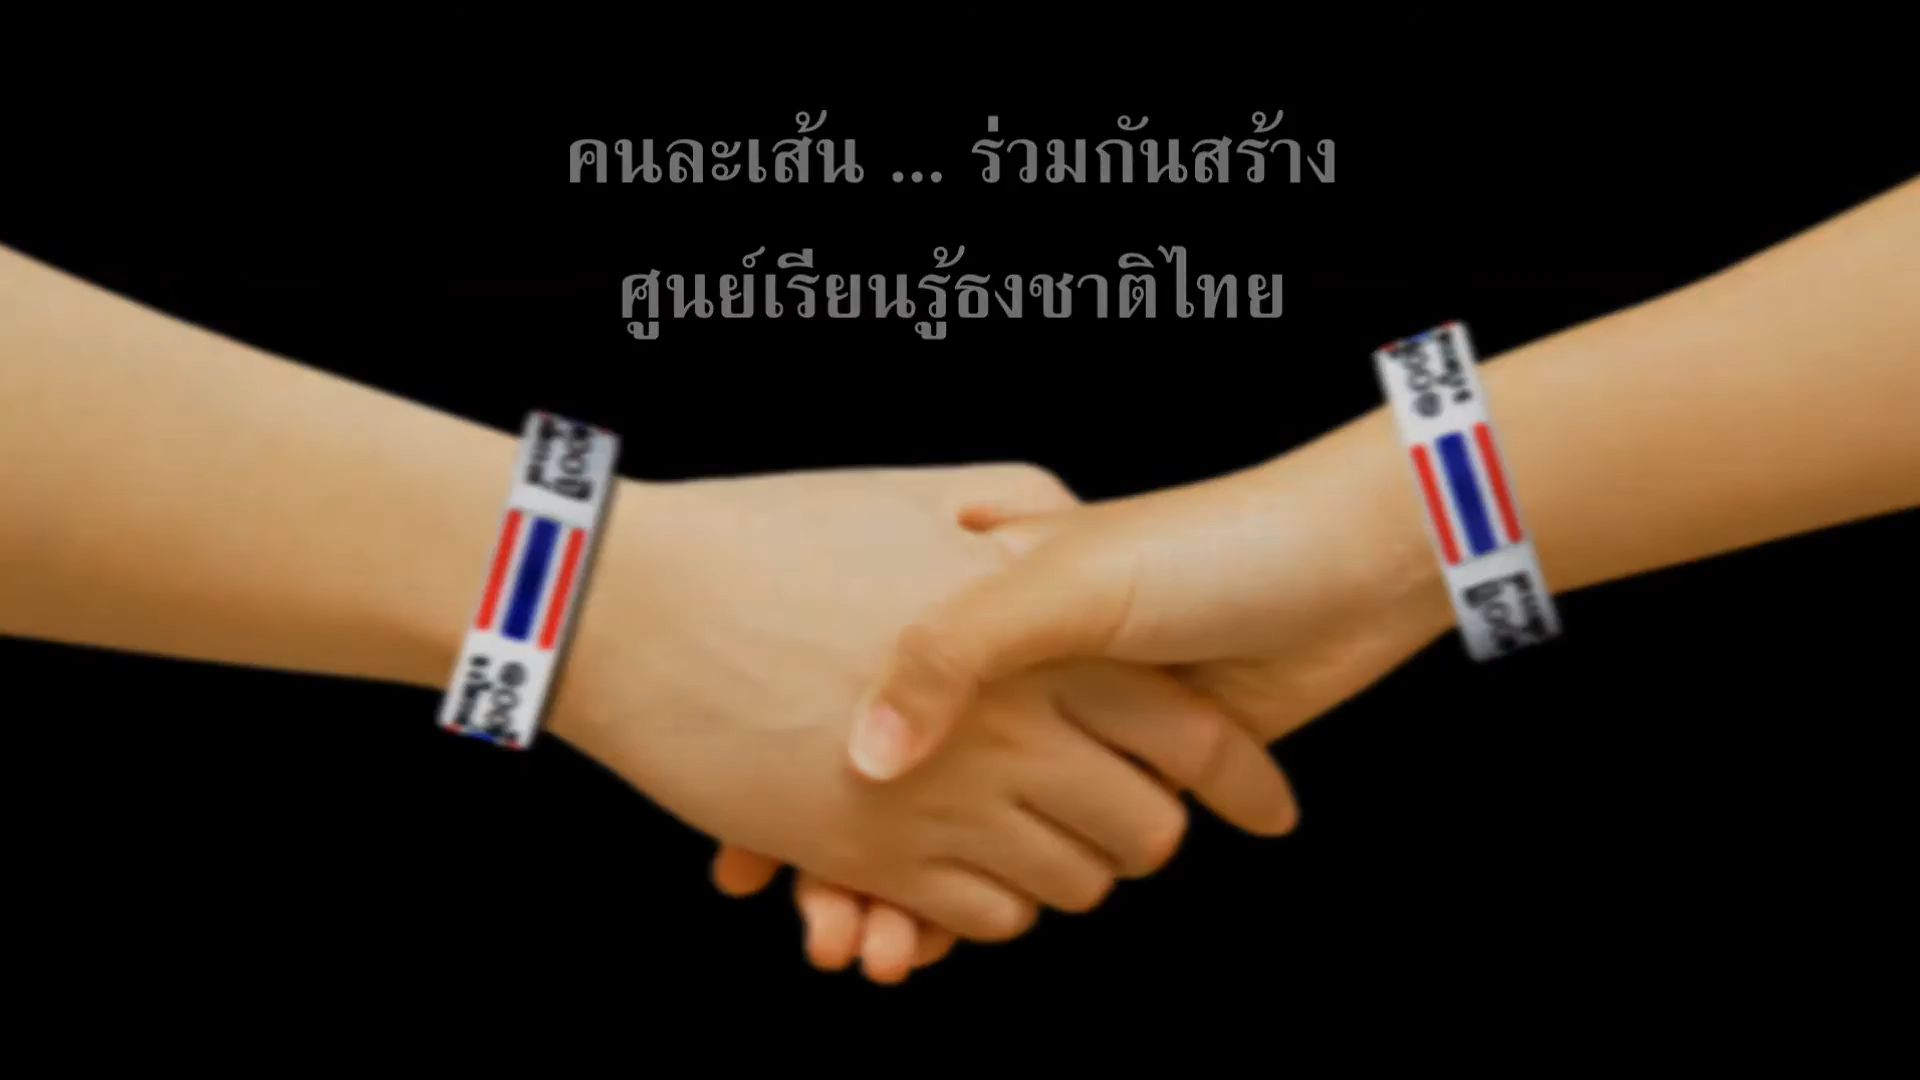 คนละเส้น ... ร่วมกันสร้าง
ศูนย์เรียนรู้ธงชาติไทย